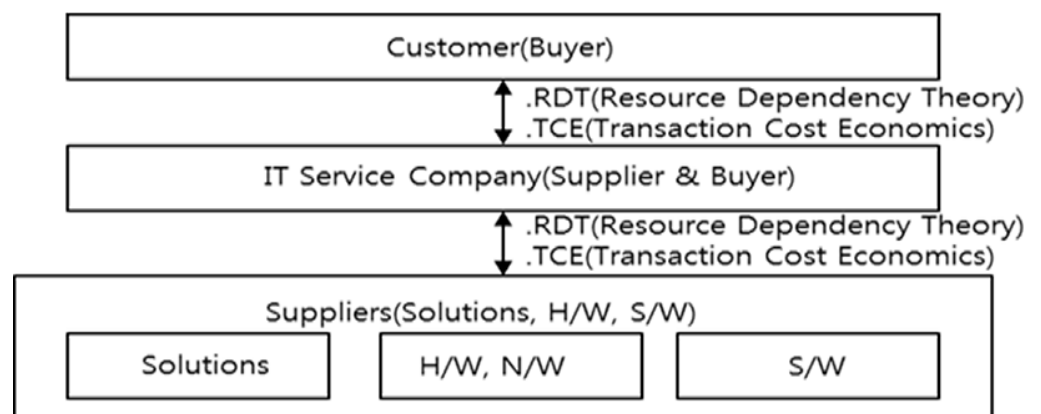 Customer(Buyer)
.RDT(Resource Dependency Theory)
.TCE(Transaction Cost Economics)
IT Service Company(Supplier & Buyer)
.RDT(Resource Dependency Theory)
.TCE(Transaction Cost Economics)
Suppliers(Solutions, H/W, S/W)
Solutions
H/W, N/W
S/W